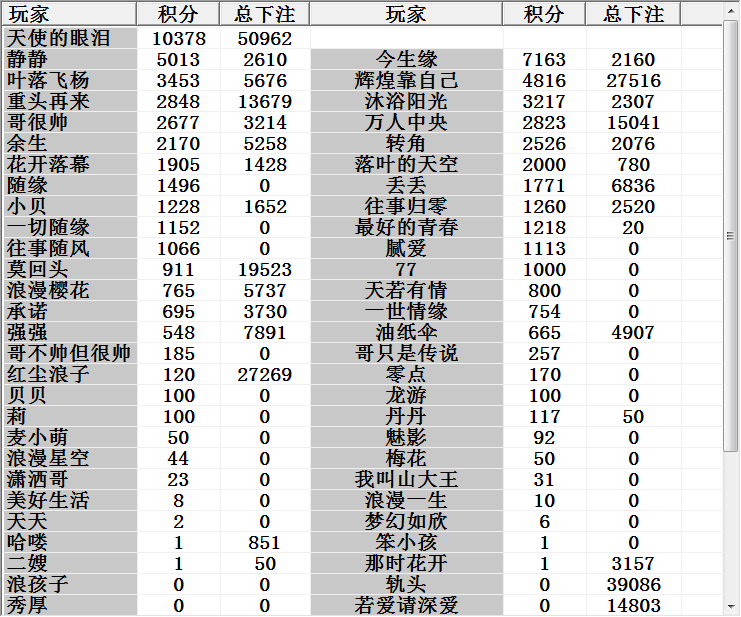 玩家 积分 总下注 玩家 积分 总下注
天使的眼泪 10378 50962
静静 5013 2610 今生缘 7163 2160
叶落飞杨 3453 5676 辉煌靠自己 4816 27516
重头再来 2848 13679 沐浴阳光 3217 2307
哥很帅 2677 3214 万人中央 2823 15041
余生 2170 5258 转角 2526 2076
花开落幕 1905 1428 落叶的天空 2000 780
随缘 1496 0 丢丢 1771 6836
小贝 1228 1652 往事归零 1260 2520
一切随缘 1152 0 最好的青春 1218 20
往事随风 1066 0 腻爱 1113 0
莫回头 911 19523 77 1000 0
浪漫樱花 765 5737 天若有情 800 0
承诺 695 3730 一世情缘 754 0
强强 548 7891 油纸伞 665 4907
哥不帅但很帅 185 0 哥只是传说 257 0
红尘浪子 120 27269 零点 170 0
贝贝 100 0 龙游 100 0
莉 100 0 丹丹 117 50
麦小萌 50 0 魅影 92 0
浪漫星空 44 0 梅花 50 0
潇洒哥 23 0 我叫山大王 31 0
美好生活 8 0 浪漫一生 10 0
天天 2 0 梦幻如欣 6 0
哈喽 1 851 笨小孩 1 0
二嫂 1 50 那时花开 1 3157
浪孩子 0 0 轨头 0 39086
秀厚 0 0 若爱请深爱 0 14803